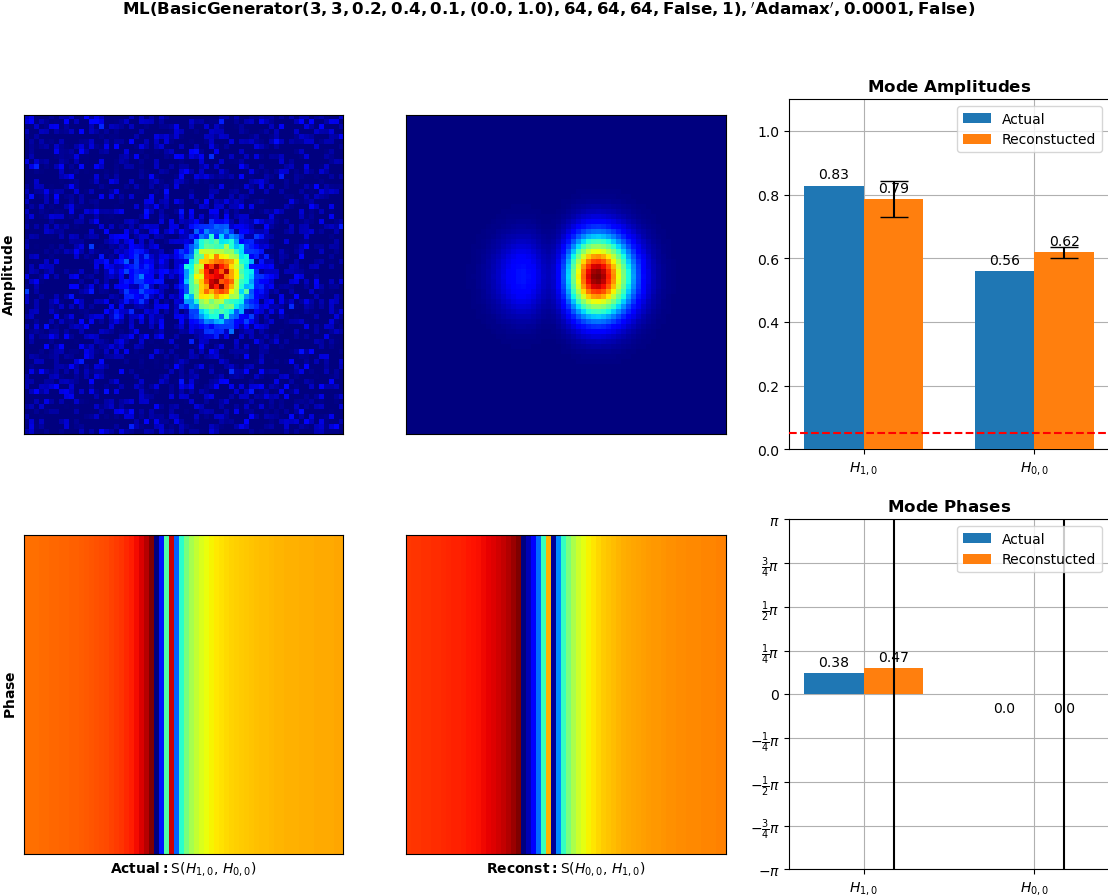 ML(BasicGenerator(3, 3, 0.2, 0.4, 0.1, (0.0, 1.0), 64, 64, 64, False, 1), ′Adamax′, 0.0001, False)
Amplitude
Mode Amplitudes
Actual
Reconstucted
1.0
0.8
0.6
0.4
0.2
0.0
0.83
0.79
0.56
0.62
H1, 0
H0, 0
Phase
Actual: S(H1, 0, H0, 0)
Reconst: S(H0, 0, H1, 0)
Mode Phases
Actual
Reconstucted
π
3/4π
1/2π
1/4π
0
−1/4π
−1/2π
−3/4π
−π
0.38
0.47
0.0
0.0
H1, 0
H0, 0